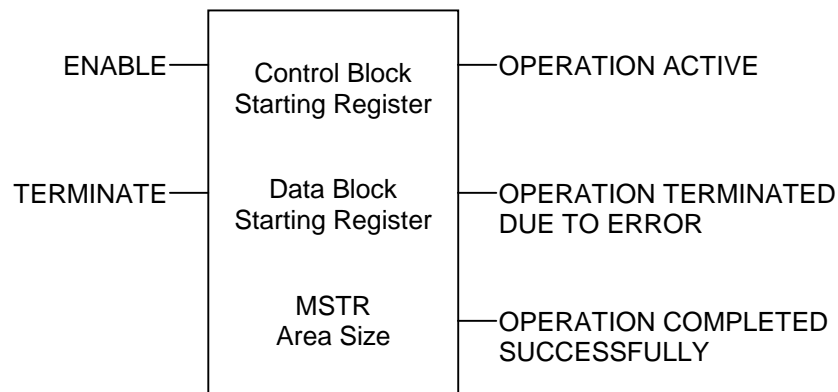 ENABLE
Control Block
Starting Register
OPERATION ACTIVE
TERMINATE
Data Block
Starting Register
OPERATION TERMINATED
DUE TO ERROR
MSTR
Area Size
OPERATION COMPLETED
SUCCESSFULLY